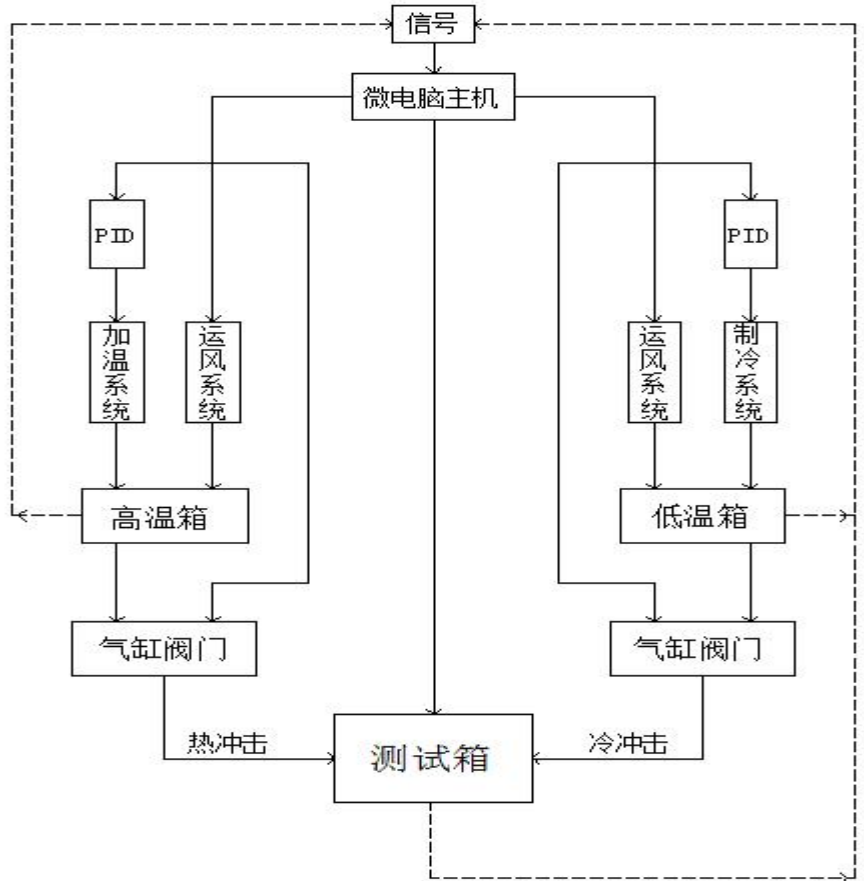 信号
微电脑主机
PID
PID
加温系统
运风系统
运风系统
制冷系统
高温箱
低温箱
气缸阀门
气缸阀门
热冲击
测试箱
冷冲击